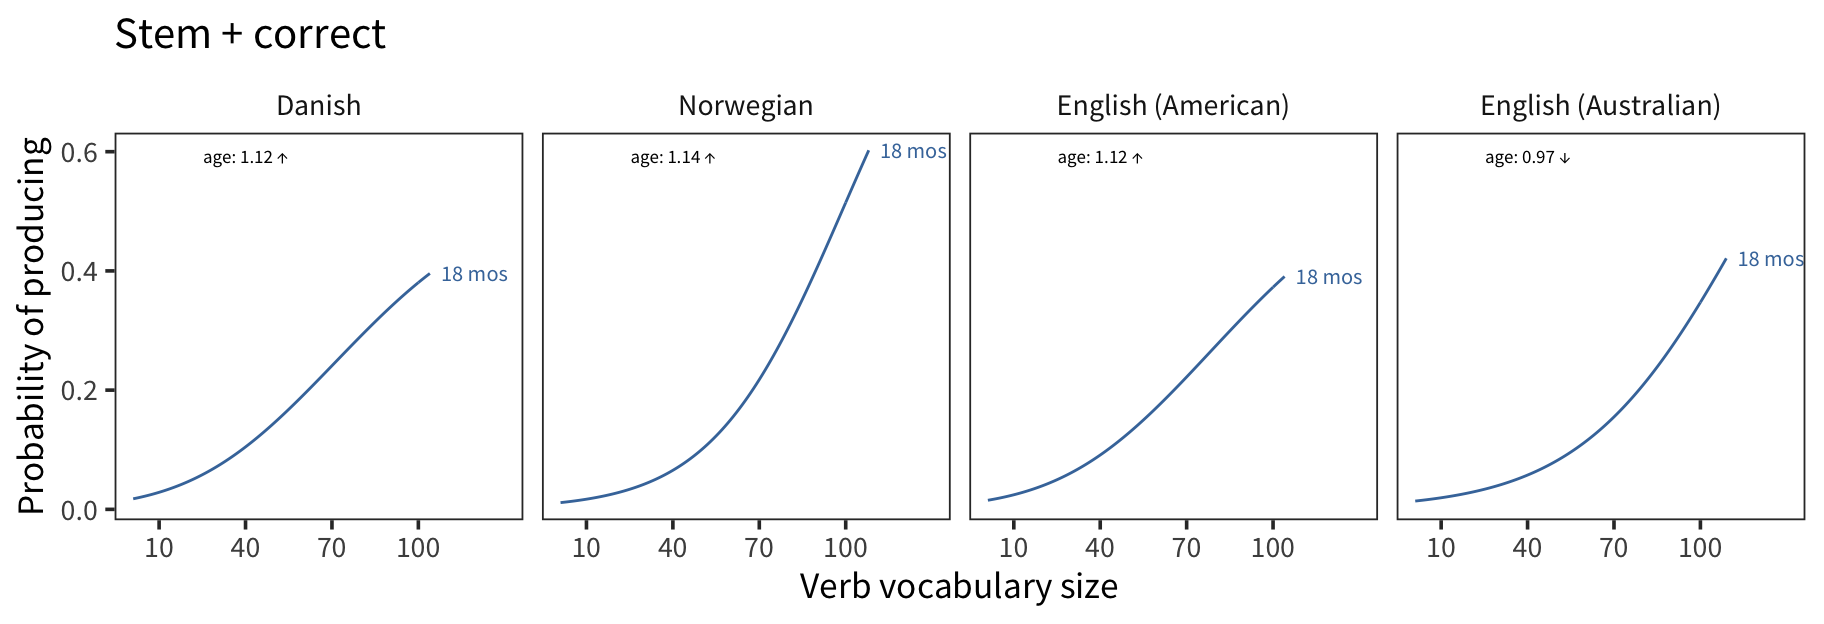 Stem + correct
Danish
Norwegian
English (American)
English (Australian)
Probability of producing
0.6
0.4
0.2
0.0
age: 1.12 ↑
18 mos
age: 1.14 ↑
18 mos
age: 1.12 ↑
18 mos
age: 0.97 ↓
18 mos
10 40 70 100
10 40 70 100
10 40 70 100
10 40 70 100
Verb vocabulary size